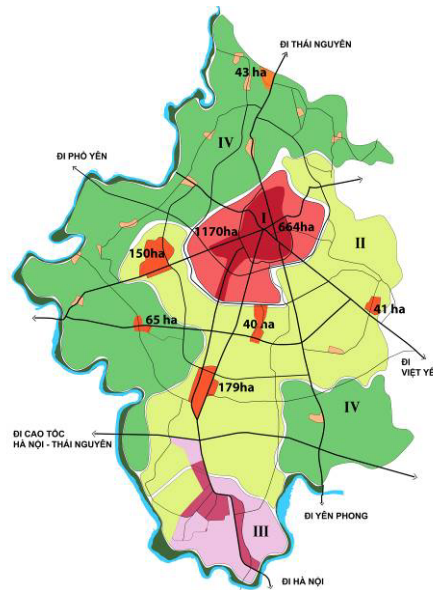 ĐI THÁI NGUYÊN
43 ha
IV
ĐI PHỔ YÊN
I
1170ha
664ha
150ha
II
65 ha
40 ha
41 ha
ĐI
VIỆT YÊ
179ha
IV
ĐI CAO TỐC
HÀ NỘI - THÁI NGUYÊN
ĐI YÊN PHONG
III
ĐI HÀ NỘI